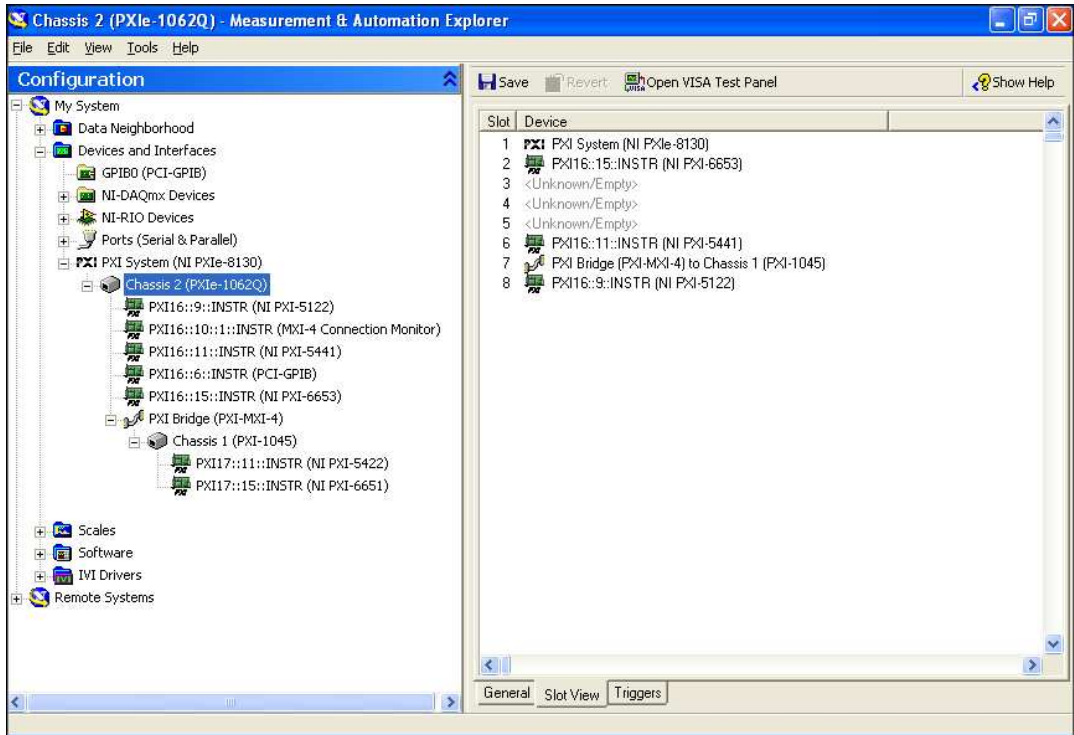 Chassis 2 (PXIe-1062Q) - Measurement & Automation Explorer
File Edit View Tools Help
Configuration
My System
Data Neighborhood
Devices and Interfaces
GPIB0 (PCI-GPIB)
NI-DAQmx Devices
NI-RIO Devices
Ports (Serial & Parallel)
PXI PXI System (NI PXIe-8130)
Chassis 2 (PXIe-1062Q)
PXI16::9::INSTR (NI PXI-5122)
PXI16::10::1::INSTR (MXI-4 Connection Monitor)
PXI16::11::INSTR (NI PXI-5441)
PXI16::6::INSTR (PCI-GPIB)
PXI16::15::INSTR (NI PXI-6653)
PXI Bridge (PXI-MXI-4)
Chassis 1 (PXI-1045)
PXI17::11::INSTR (NI PXI-5422)
PXI17::15::INSTR (NI PXI-6651)
Scales
Software
IVI Drivers
Remote Systems
Save Revert Open VISA Test Panel Show Help
Slot Device
1 PXI PXI System (NI PXIe-8130)
2 PXI16::15::INSTR (NI PXI-6653)
3 <Unknown/Empty>
4 <Unknown/Empty>
5 <Unknown/Empty>
6 PXI16::11::INSTR (NI PXI-5441)
7 PXI Bridge (PXI-MXI-4) to Chassis 1 (PXI-1045)
8 PXI16::9::INSTR (NI PXI-5122)
General Slot View Triggers